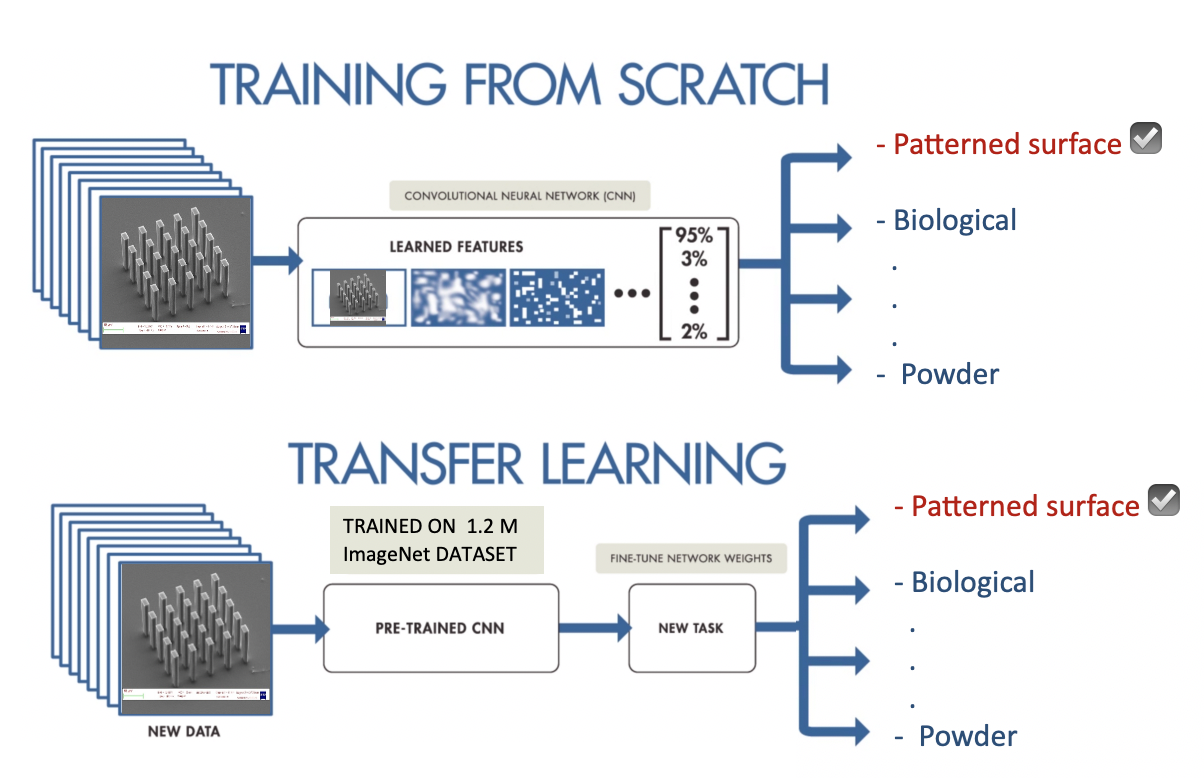 TRAINING FROM SCRATCH
- Patterned surface
CONVOLUTIONAL NEURAL NETWORK (CNN)
LEARNED FEATURES
95%
3%
2%
- Biological
.
.
.
- Powder
TRANSFER LEARNING
TRAINED ON 1.2 M
ImageNet DATASET
FINE-TUNE NETWORK WEIGHTS
PRE-TRAINED CNN
NEW TASK
NEW DATA
- Patterned surface
- Biological
.
.
.
- Powder